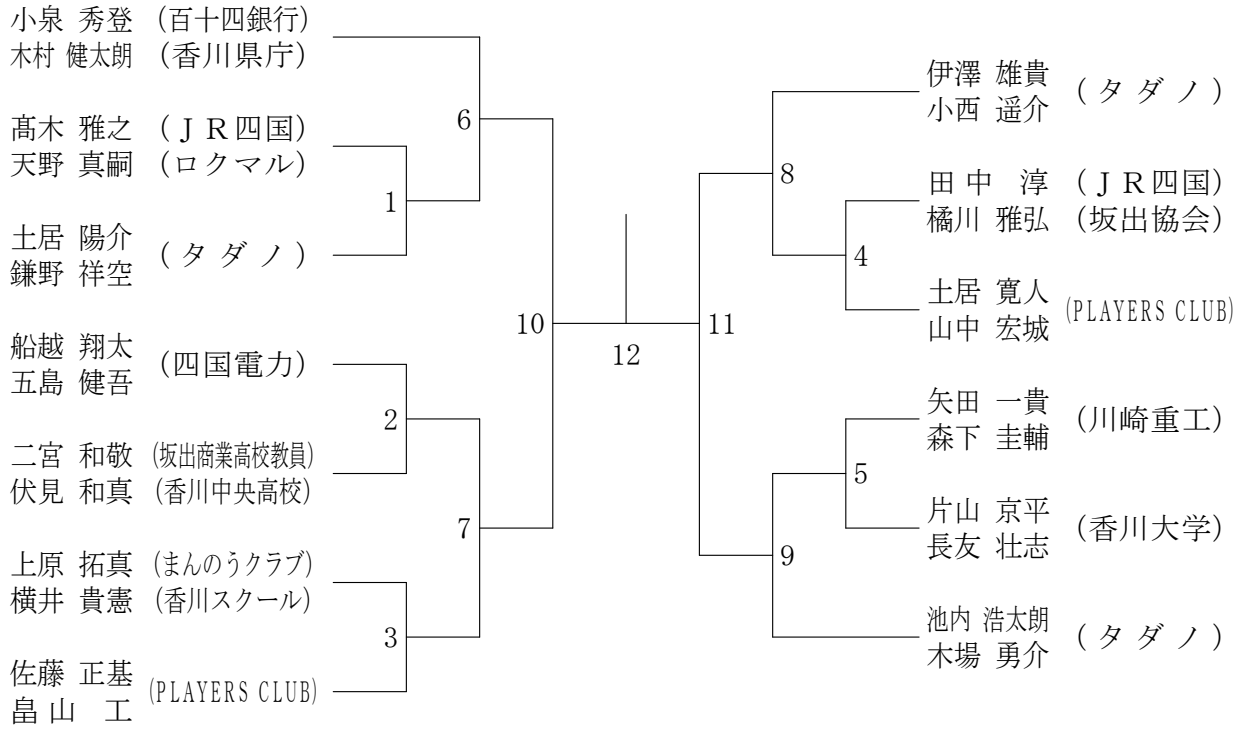 小泉 秀登 (百十四銀行)
木村 健太朗 (香川県庁)
髙木 雅之 (ＪＲ四国)
天野 真嗣 (ロクマル)
土居 陽介
鎌野 祥空
(タダノ)
船越 翔太
五島 健吾
(四国電力)
二宮 和敬 (坂出商業高校教員)
伏見 和真 (香川中央高校)
上原 拓真 (まんのうクラブ)
横井 貴憲 (香川スクール)
佐藤 正基
畠山 工
(PLAYERS CLUB)
1
2
3
6
7
10
12
11
8
9
4
5
伊澤 雄貴
小西 遥介
(タダノ)
田中 淳 (ＪＲ四国)
橘川 雅弘 (坂出協会)
土居 寛人
山中 宏城
(PLAYERS CLUB)
矢田 一貴
森下 圭輔
(川崎重工)
片山 京平
長友 壮志
(香川大学)
池内 浩太朗
木場 勇介
(タダノ)